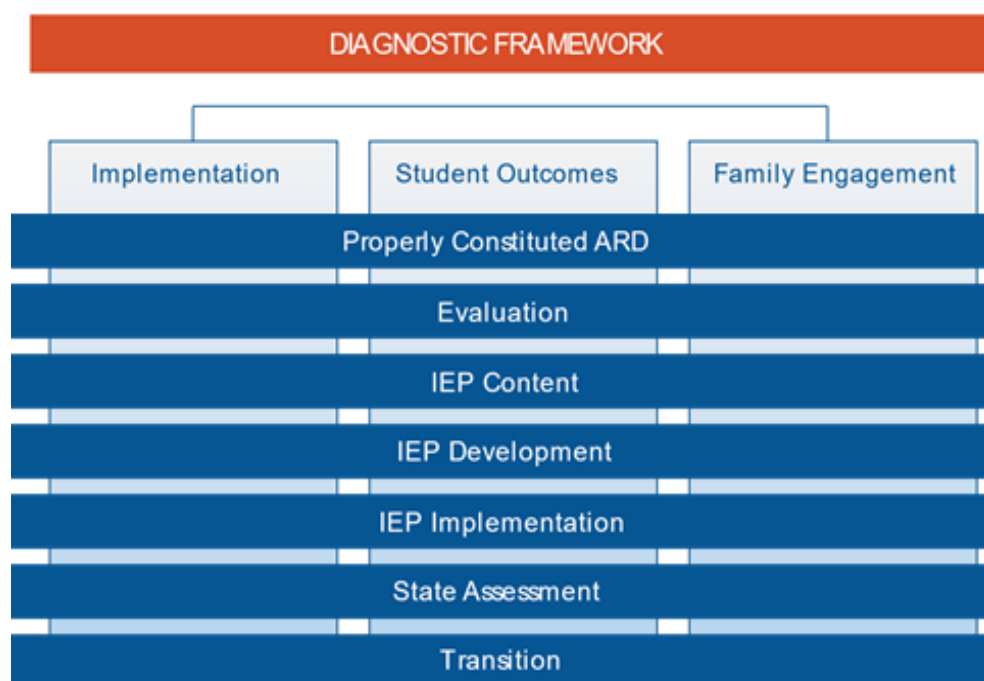 DIAGNOSTIC FRAMEWORK
Implementation
Student Outcomes
Family Engagement
Properly Constituted ARD
Evaluation
IEP Content
IEP Development
IEP Implementation
State Assessment
Transition